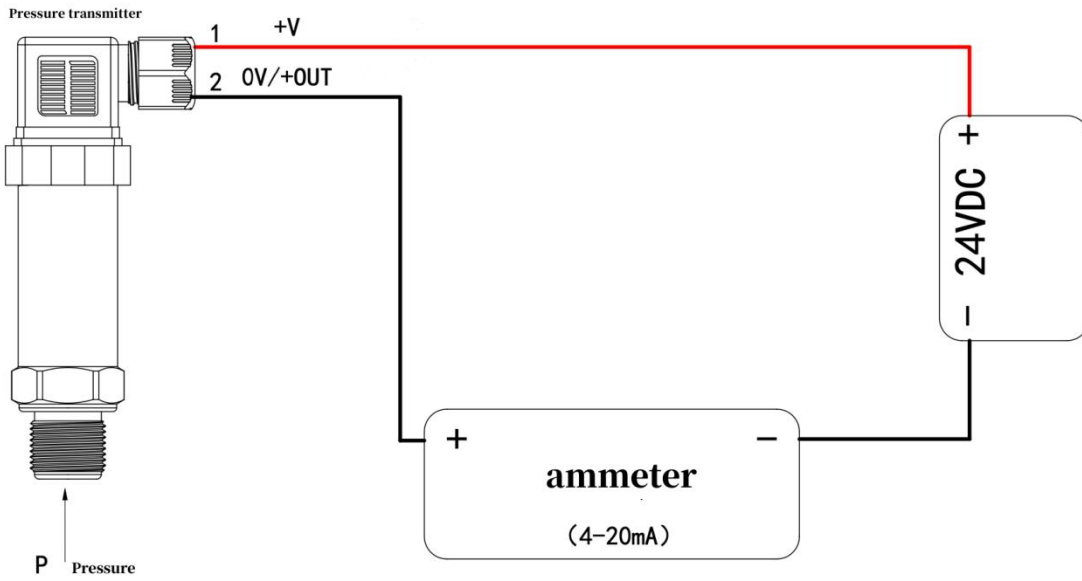 Pressure transmitter
1 +V
2 0V/+OUT
+
24VDC
-
+ -
ammeter
(4-20mA)
P Pressure